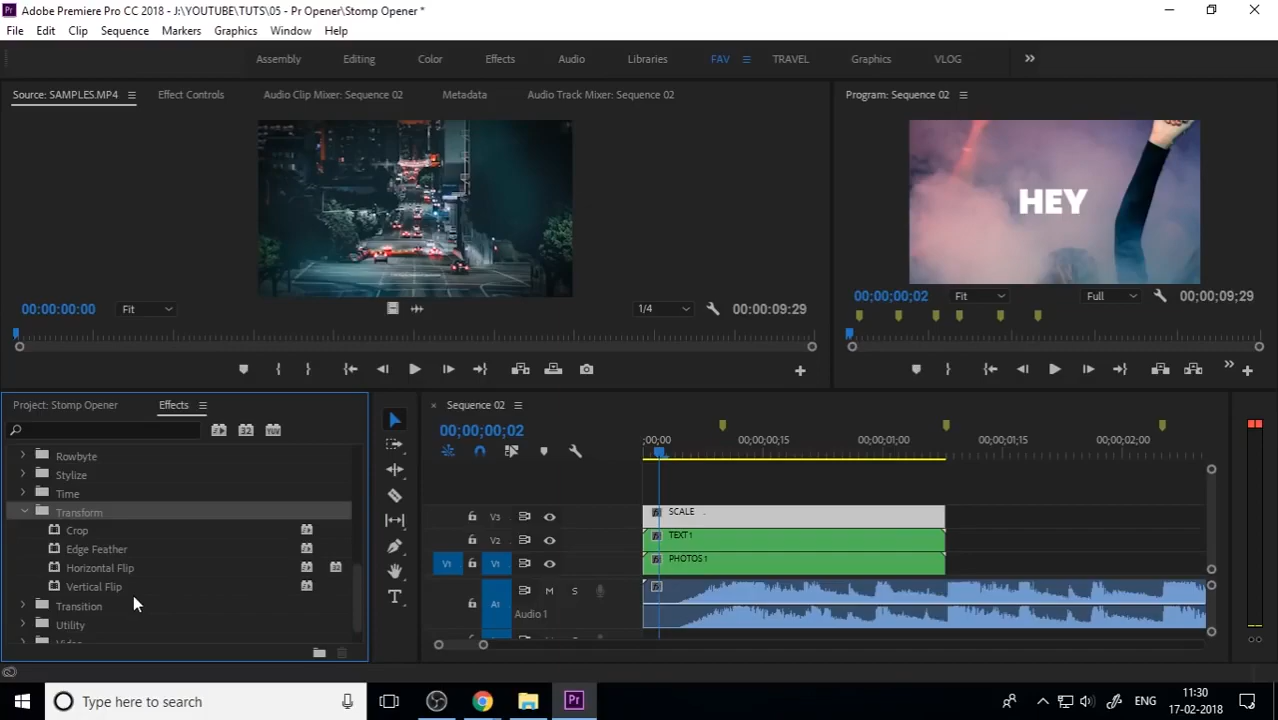 Adobe Premiere Pro CC 2018 - J:\YOUTUBE\TUTS\05 - Pr Opener\Stomp Opener *
File Edit Clip Sequence Markers Graphics Window Help
Assembly Editing Color Effects Audio Libraries FAV TRAVEL Graphics VLOG
Source: SAMPLES.MP4 Effect Controls Audio Clip Mixer: Sequence 02 Metadata Audio Track Mixer: Sequence 02
Program: Sequence 02
HEY
00:00:00:00 Fit 1/4 00:00:09:29
00;00;00;02 Fit Full 00;00;09;29
Project: Stomp Opener Effects
Sequence 02
00;00;00;02
;00;00 00;00;00;15 00;00;01;00 00;00;01;15 00;00;02;00
Rowbyte
Stylize
Time
Transform
Crop
Edge Feather
Horizontal Flip
Vertical Flip
Transition
Utility
V3 SCALE
V2 TEXT1
V1 V1 PHOTOS1
A1 M S
Audio 1
Type here to search
ENG
11:30
17-02-2018